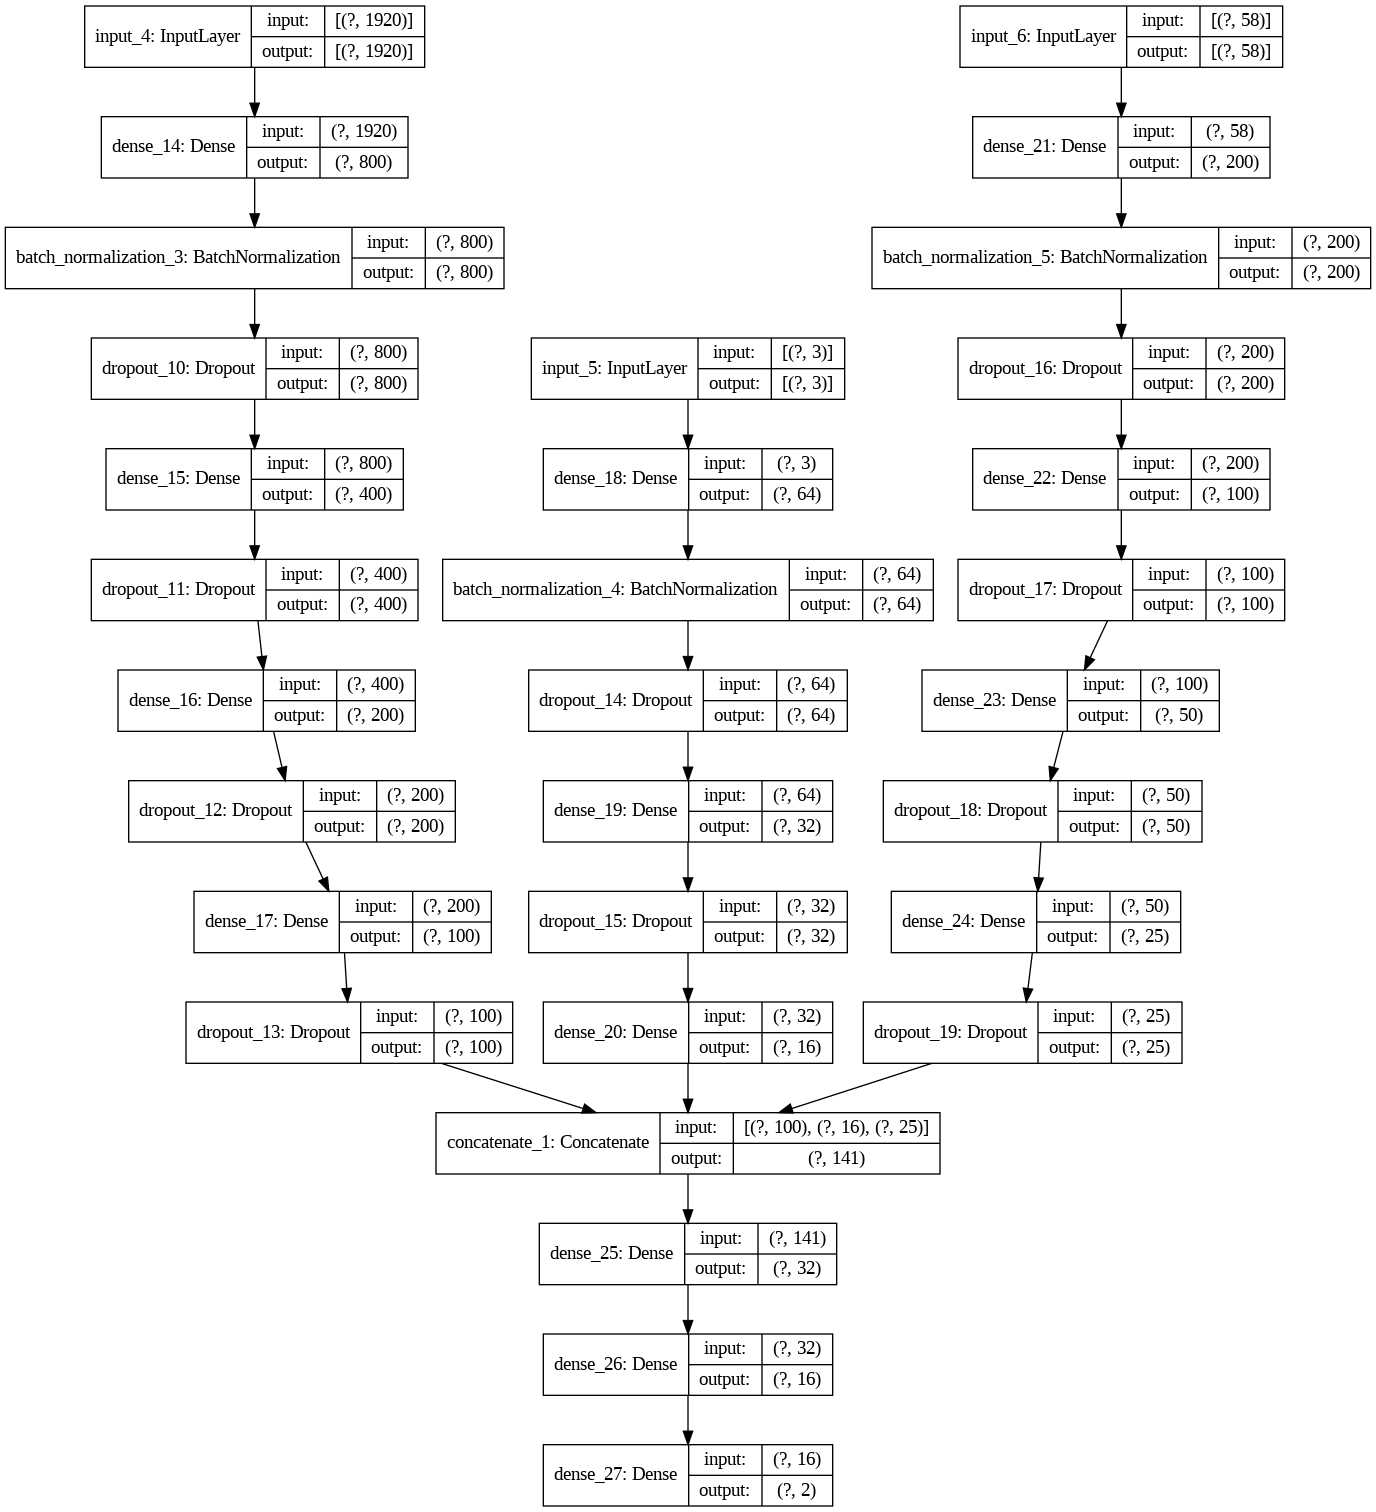 input_4: InputLayer
input:
[(?, 1920)]
output:
[(?, 1920)]
input_6: InputLayer
input:
[(?, 58)]
output:
[(?, 58)]
dense_14: Dense
input:
(?, 1920)
output:
(?, 800)
dense_21: Dense
input:
(?, 58)
output:
(?, 200)
batch_normalization_3: BatchNormalization
input:
(?, 800)
output:
(?, 800)
batch_normalization_5: BatchNormalization
input:
(?, 200)
output:
(?, 200)
dropout_10: Dropout
input:
(?, 800)
output:
(?, 800)
input_5: InputLayer
input:
[(?, 3)]
output:
[(?, 3)]
dropout_16: Dropout
input:
(?, 200)
output:
(?, 200)
dense_15: Dense
input:
(?, 800)
output:
(?, 400)
dense_18: Dense
input:
(?, 3)
output:
(?, 64)
dense_22: Dense
input:
(?, 200)
output:
(?, 100)
dropout_11: Dropout
input:
(?, 400)
output:
(?, 400)
batch_normalization_4: BatchNormalization
input:
(?, 64)
output:
(?, 64)
dropout_17: Dropout
input:
(?, 100)
output:
(?, 100)
dense_16: Dense
input:
(?, 400)
output:
(?, 200)
dropout_14: Dropout
input:
(?, 64)
output:
(?, 64)
dense_23: Dense
input:
(?, 100)
output:
(?, 50)
dropout_12: Dropout
input:
(?, 200)
output:
(?, 200)
dense_19: Dense
input:
(?, 64)
output:
(?, 32)
dropout_18: Dropout
input:
(?, 50)
output:
(?, 50)
dense_17: Dense
input:
(?, 200)
output:
(?, 100)
dropout_15: Dropout
input:
(?, 32)
output:
(?, 32)
dense_24: Dense
input:
(?, 50)
output:
(?, 25)
dropout_13: Dropout
input:
(?, 100)
output:
(?, 100)
dense_20: Dense
input:
(?, 32)
output:
(?, 16)
dropout_19: Dropout
input:
(?, 25)
output:
(?, 25)
concatenate_1: Concatenate
input:
[(?, 100), (?, 16), (?, 25)]
output:
(?, 141)
dense_25: Dense
input:
(?, 141)
output:
(?, 32)
dense_26: Dense
input:
(?, 32)
output:
(?, 16)
dense_27: Dense
input:
(?, 16)
output:
(?, 2)